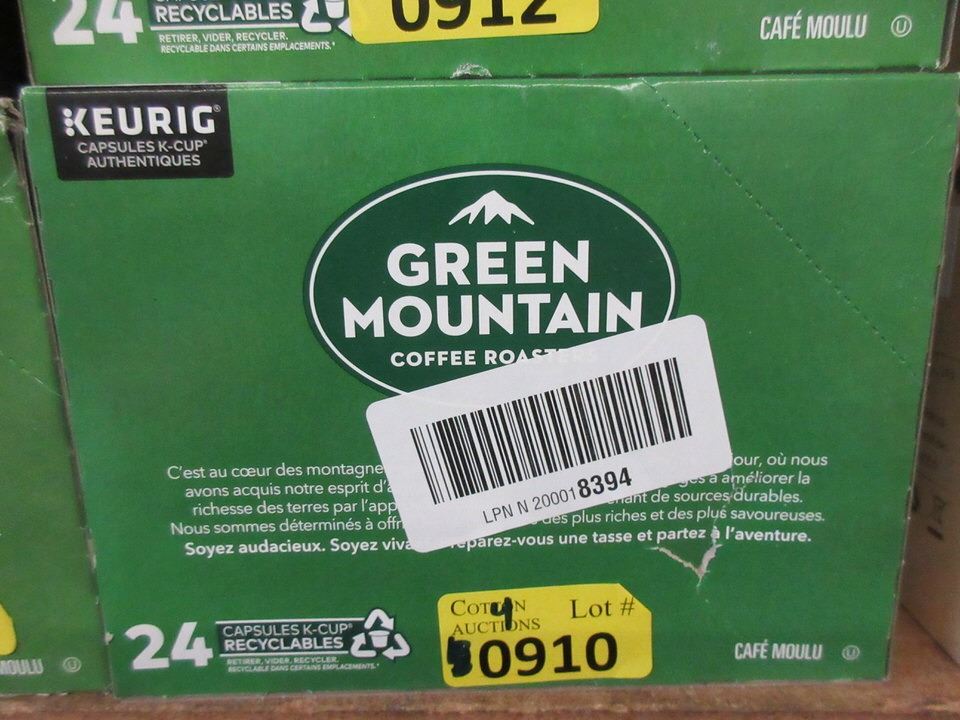 24
RECYCLABLES
RETIRER, VIDER, RECYCLER.
RECYCLABLE DANS CERTAINS EMPLACEMENTS.*
0912
CAFÉ MOULU U
KEURIG®
CAPSULES K-CUP®
AUTHENTIQUES
GREEN
MOUNTAIN
COFFEE ROASTERS
LPN N 200018394
C'est au cœur des montagne jour, où nous
avons acquis notre esprit d'a à améliorer la
richesse des terres par l'app de sources durables.
Nous sommes déterminés à offr des plus riches et des plus savoureuses.
Soyez audacieux. Soyez viva réparez-vous une tasse et partez à l'aventure.
24
CAPSULES K-CUP®
RECYCLABLES
RETIRER, VIDER, RECYCLER.
RECYCLABLE DANS CERTAINS EMPLACEMENTS.*
COTTON Lot #
AUCTIONS
4
0910
CAFÉ MOULU U
MOULU U